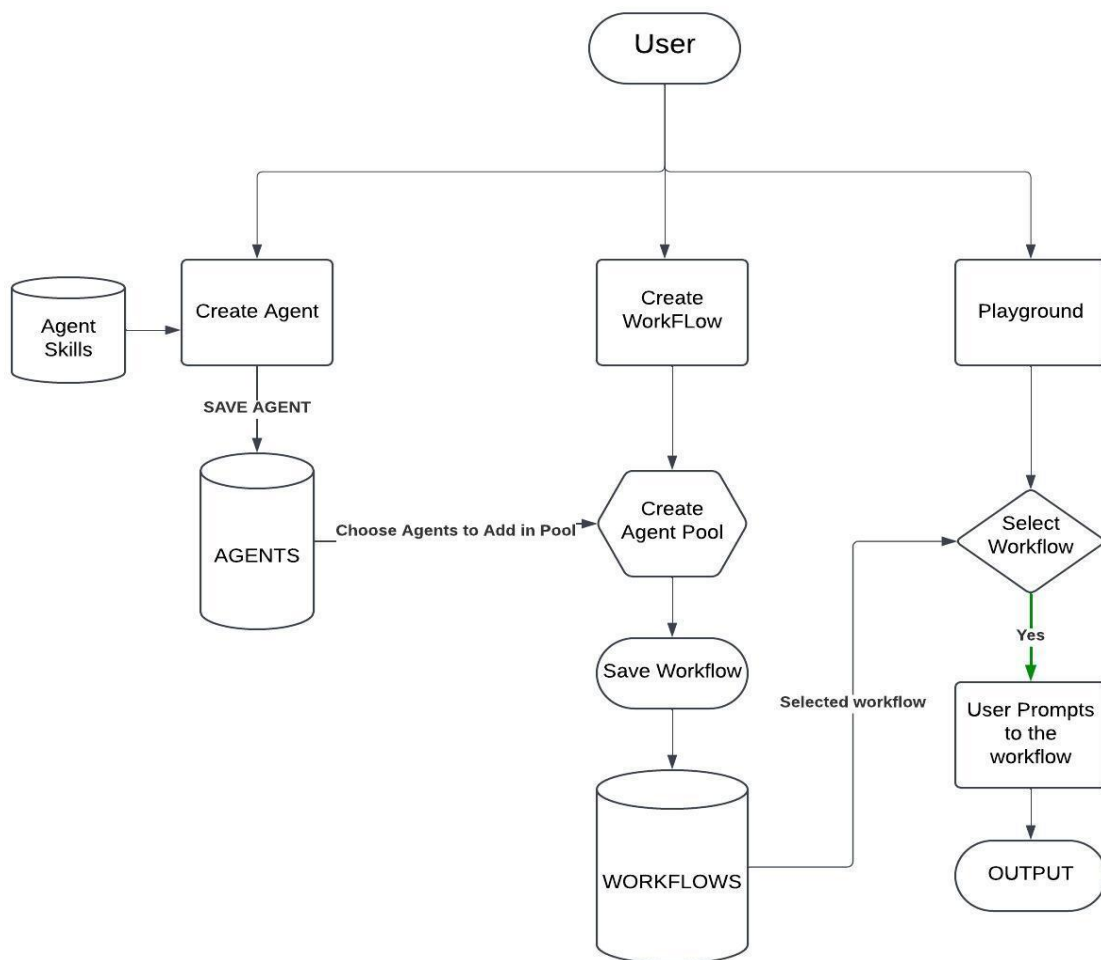 User
Create Agent
Create
WorkFLow
Playground
Agent
Skills
SAVE AGENT
AGENTS
Choose Agents to Add in Pool
Create
Agent Pool
Select
Workflow
Yes
Save Workflow
Selected workflow
User Prompts
to the
workflow
WORKFLOWS
OUTPUT